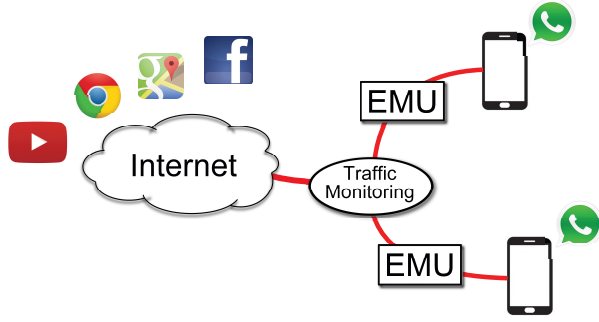 EMU
Internet
Traffic
Monitoring
EMU